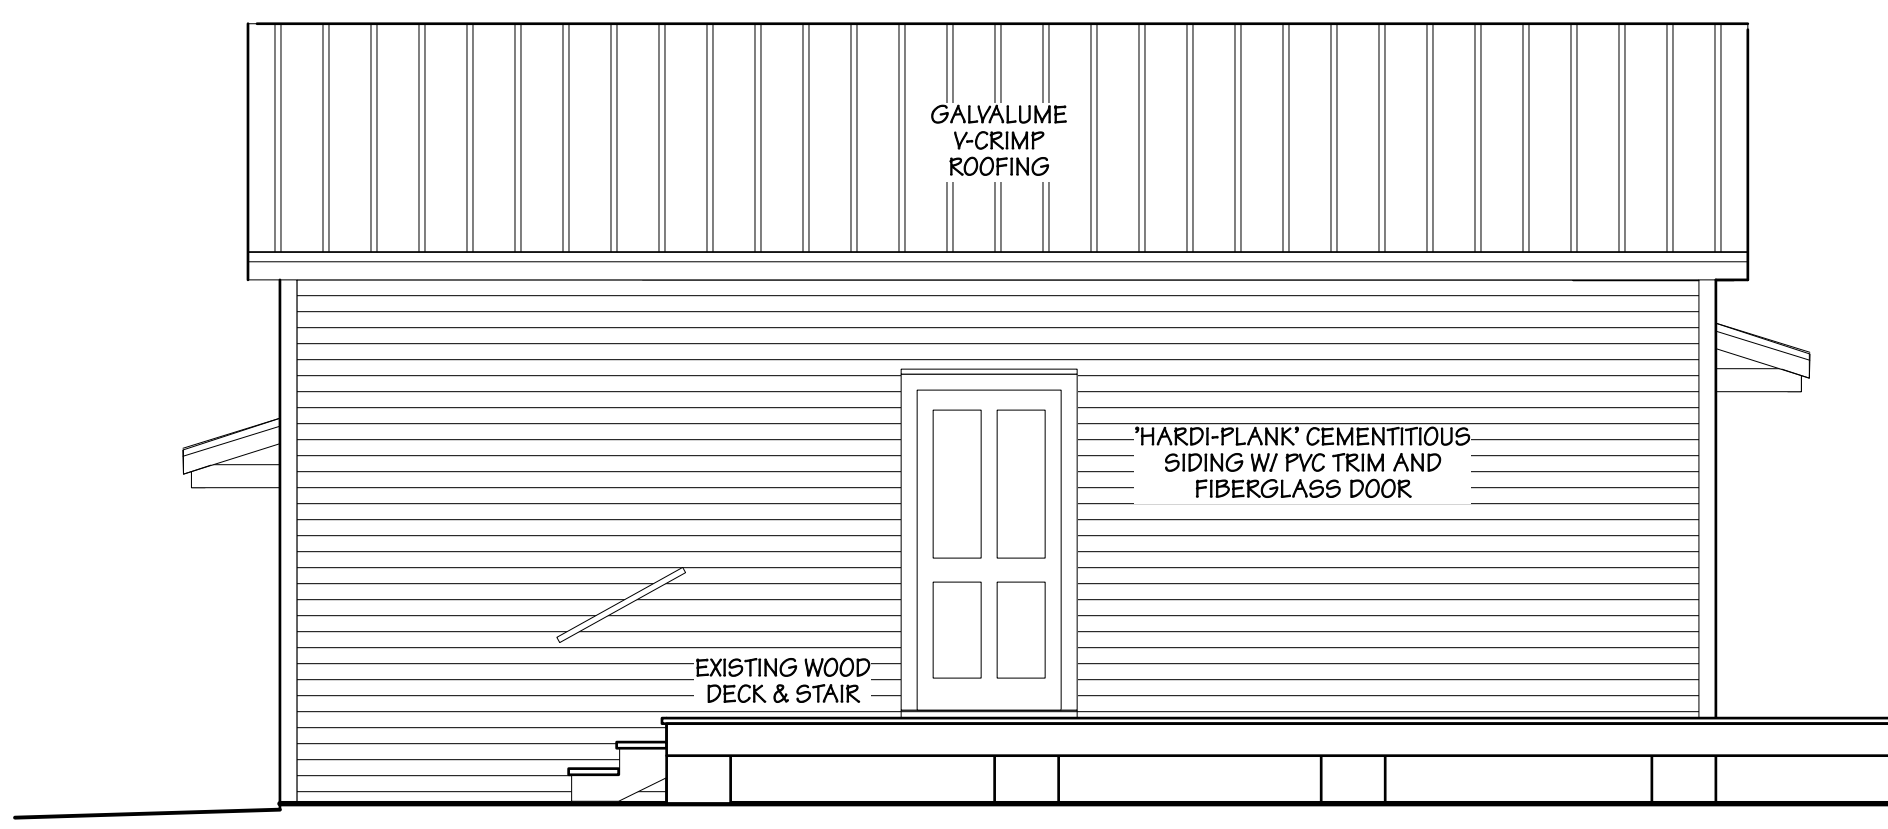 GALVALUME
V-CRIMP
ROOFING
'HARDI-PLANK' CEMENTITIOUS
SIDING W/ PVC TRIM AND
FIBERGLASS DOOR
EXISTING WOOD
DECK & STAIR